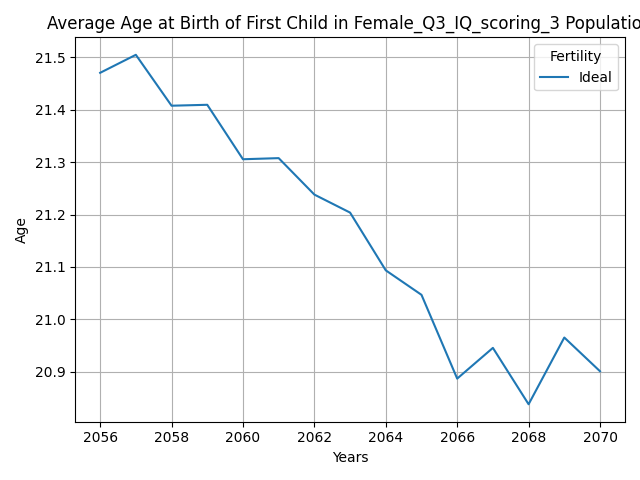 Average Age at Birth of First Child in Female_Q3_IQ_scoring_3 Populatio
Fertility
Ideal
21.5
21.4
21.3
21.2
21.1
21.0
20.9
Age
2056 2058 2060 2062 2064 2066 2068 2070
Years